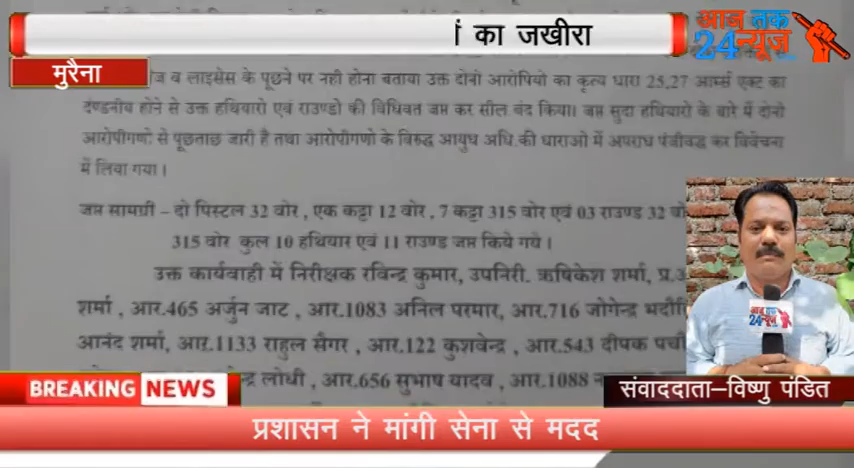 का जखीरा
आज तक
24 न्यूज
मुरैना
व लाइसेस के पूछने पर नही होना बताया उक्त दोनो आरोपियो का कृत्य धारा 25,27 आर्म्स एक्ट का
दण्डनीय होने से उक्त हथियारो एवं राउण्डो की विधिवत जप्त कर सील बंद किया। जप्त सुदा हथियारो के बारे में दोनो
आरोपीगणो से पूछताछ जारी है तथा आरोपीगणो के विरुद्ध आयुध अधि.की धाराओ में अपराध पंजीवद्ध कर विवेचना
में लिया गया।
जप्त सामग्री – दो पिस्टल 32 वोर , एक कट्टा 12 वोर , 7 कट्टा 315 वोर एवं 03 राउण्ड 32
315 वोर कुल 10 हथियार एवं 11 राउण्ड जप्त किये गये।
उक्त कार्यवाही में निरीक्षक रविन्द्र कुमार, उपनिरी. ऋषिकेश शर्मा, प्र.
शर्मा , आर.465 अर्जुन जाट , आर.1083 अनिल परमार, आर.716 जोगेन्द्र
आनंद शर्मा, आर.1133 राहुल सैगर , आर.122 कुशवेन्द्र , आर.543 दीपक
लोधी , आर.656 सुभाष यादव , आर.1088
आज तक
24 न्यूज
BREAKING NEWS
संवाददाता–विष्णु पंडित
प्रशासन ने मांगी सेना से मदद